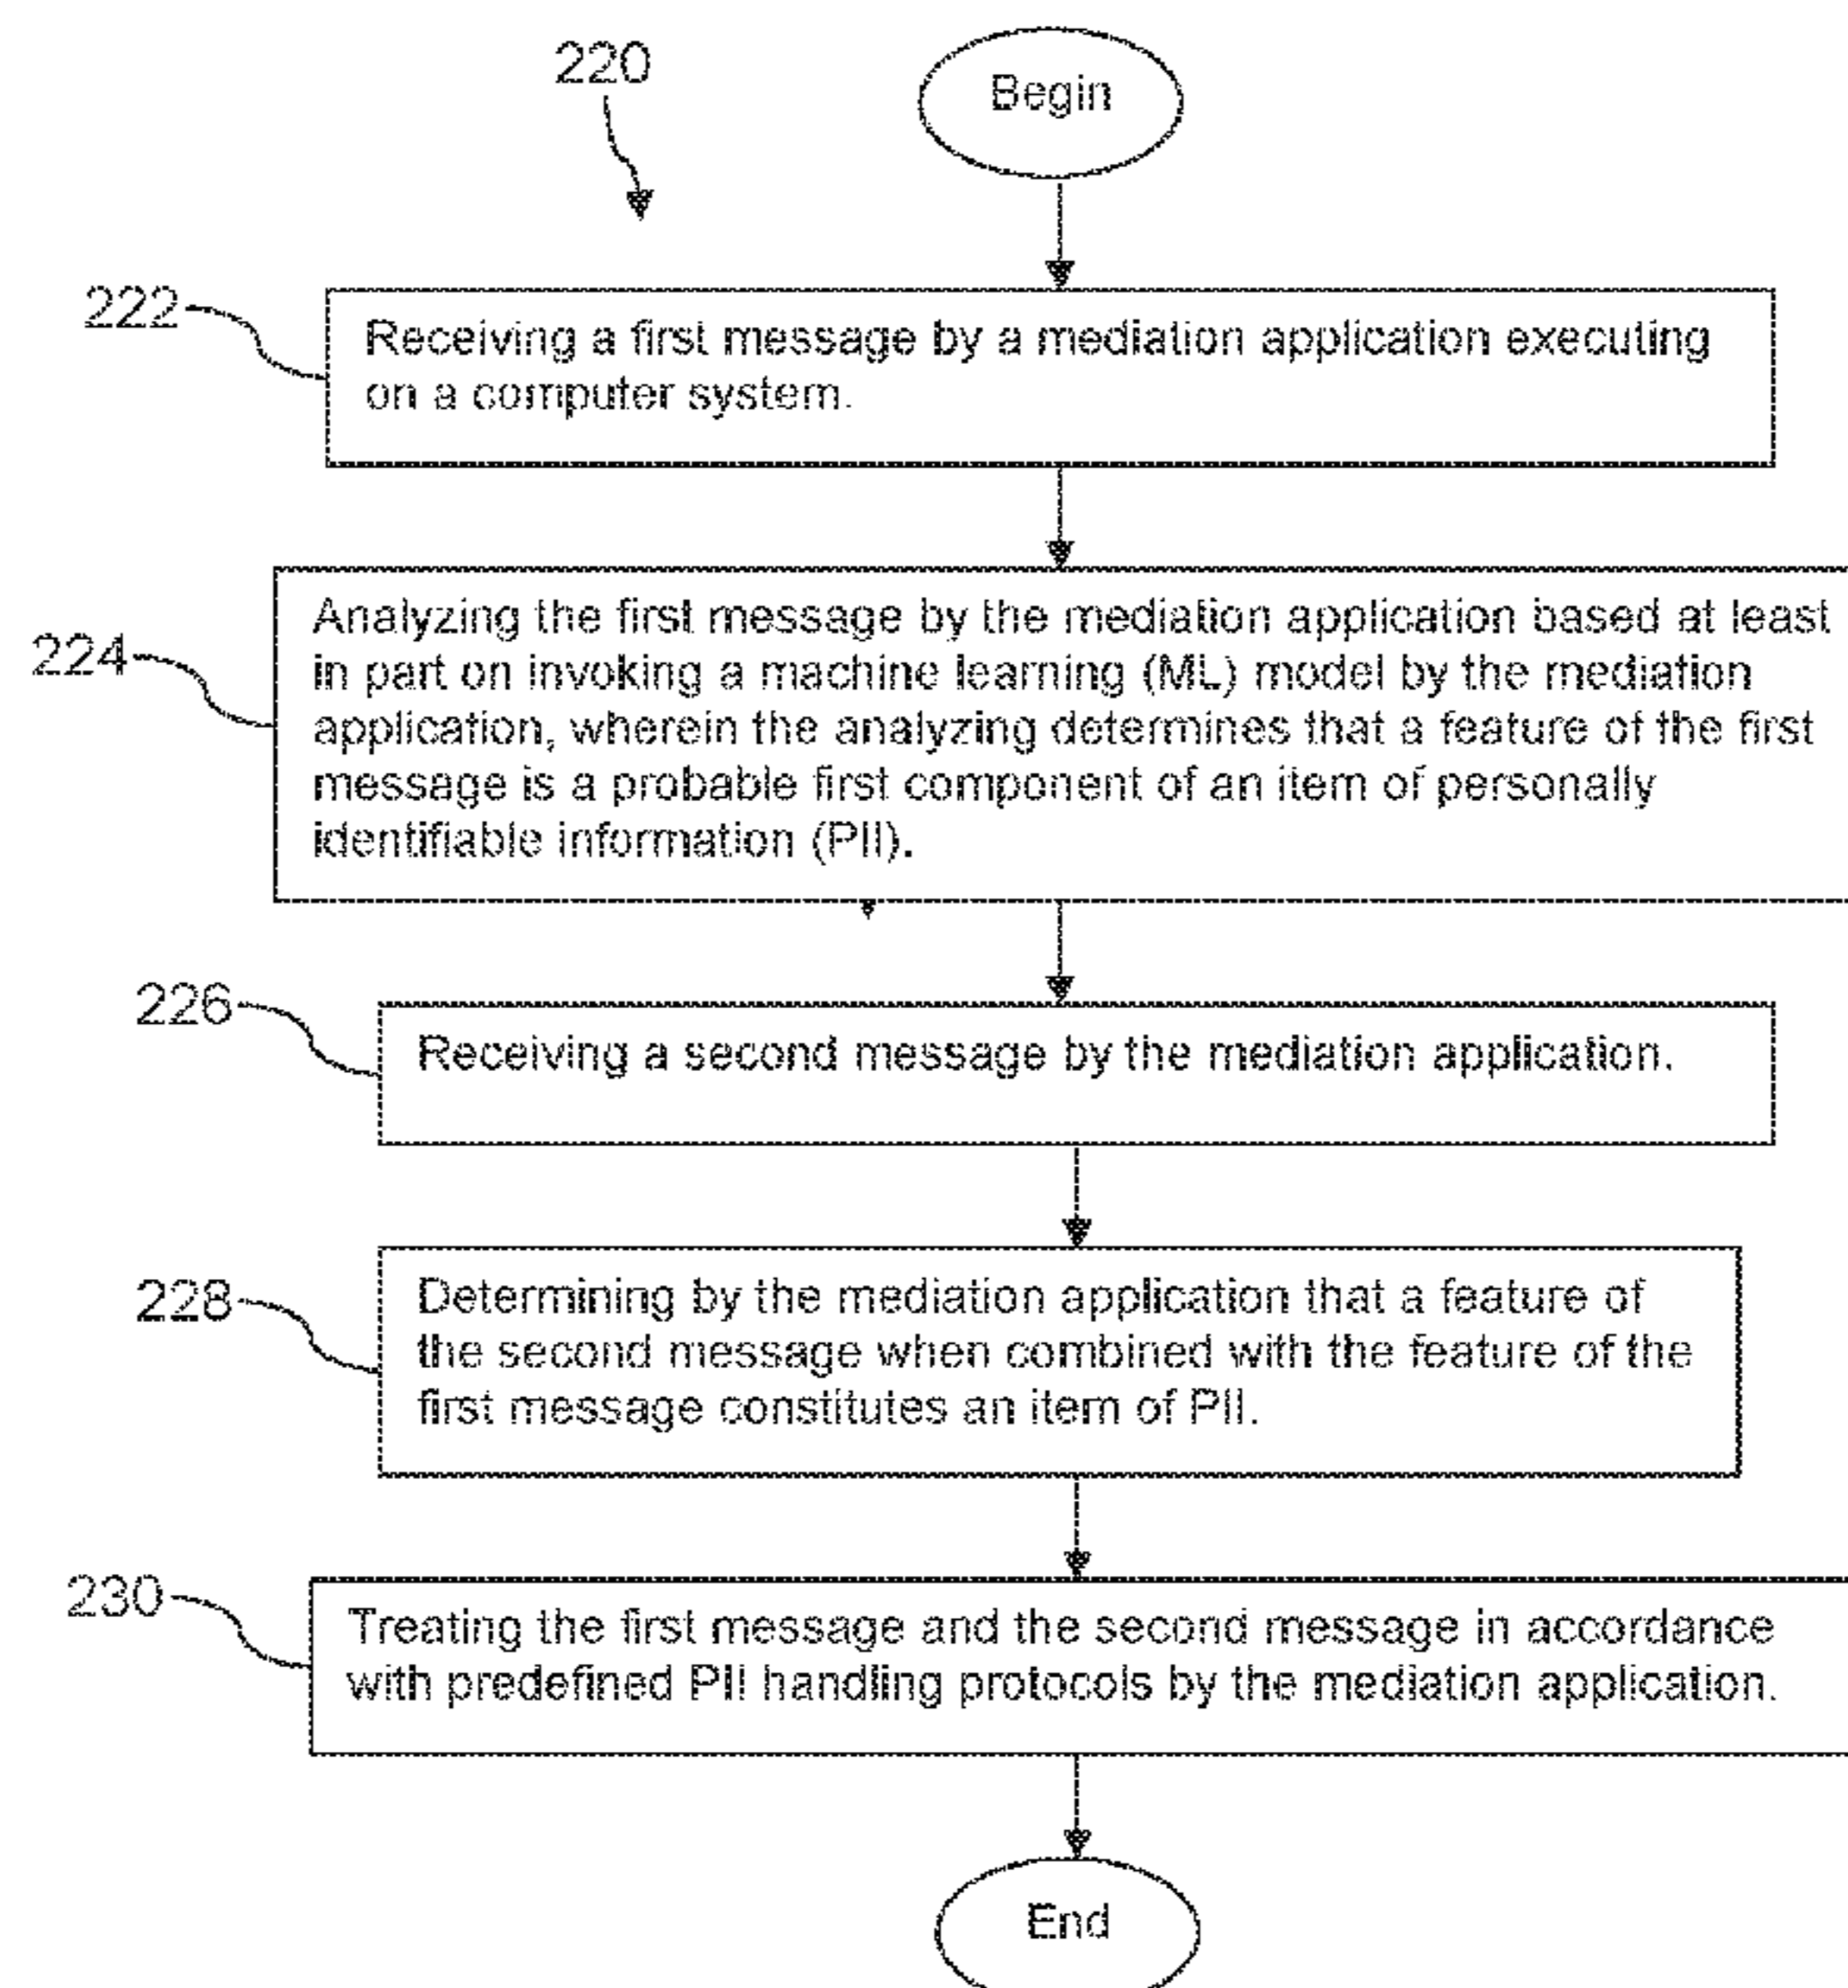 220
Begin
222
Receiving a first message by a mediation application executing
on a computer system.
224
Analyzing the first message by the mediation application based at least
in part on invoking a machine learning (ML) model by the mediation
application, wherein the analyzing determines that a feature of the first
message is a probable first component of an item of personally
identifiable information (PII).
226
Receiving a second message by the mediation application.
228
Determining by the mediation application that a feature of
the second message when combined with the feature of the
first message constitutes an item of PII.
230
Treating the first message and the second message in accordance
with predefined PII handling protocols by the mediation application.
End